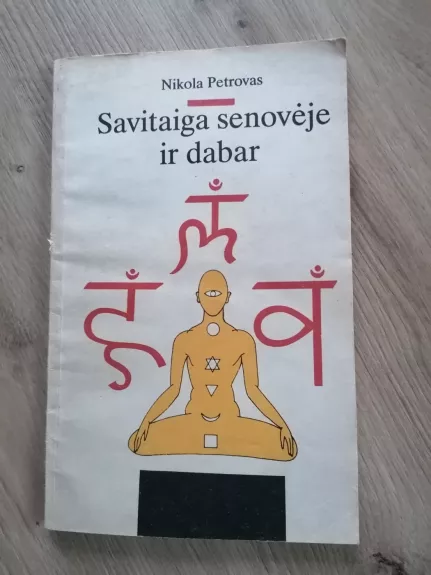 Nikola Petrovas
Savitaiga senovėje
ir dabar
लं
हं वं